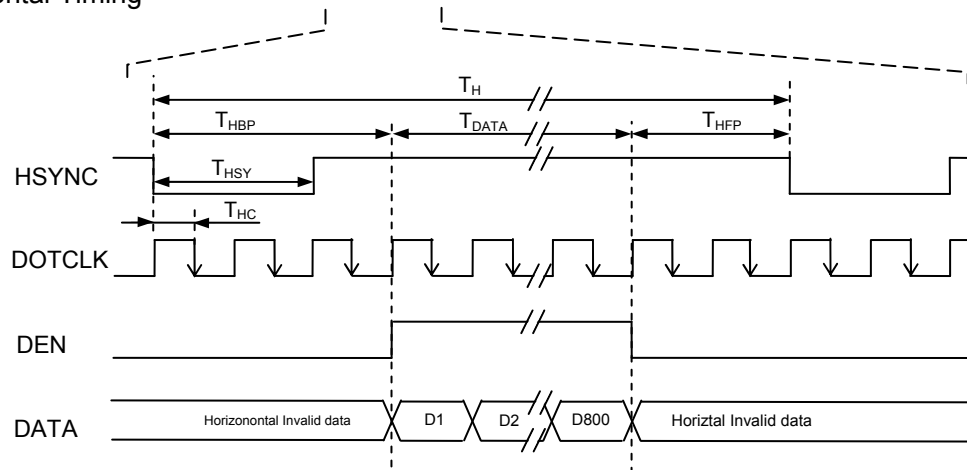 ental Timing
TH
THBP TDATA THFP
HSYNC
THSY
THC
DOTCLK
DEN
DATA
Horizonontal Invalid data D1 D2 D800 Horiztal Invalid data